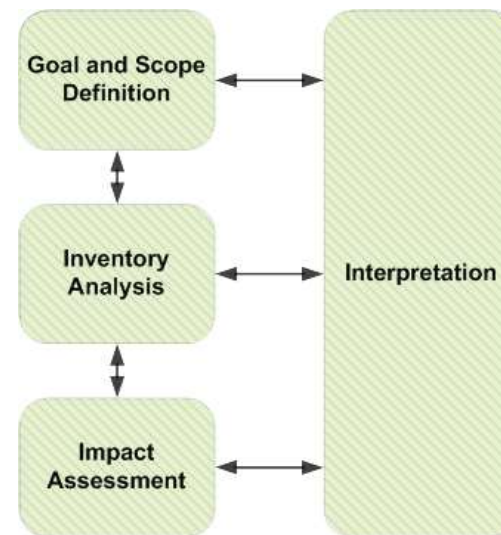 Goal and Scope
Definition
Inventory
Analysis
Interpretation
Impact
Assessment